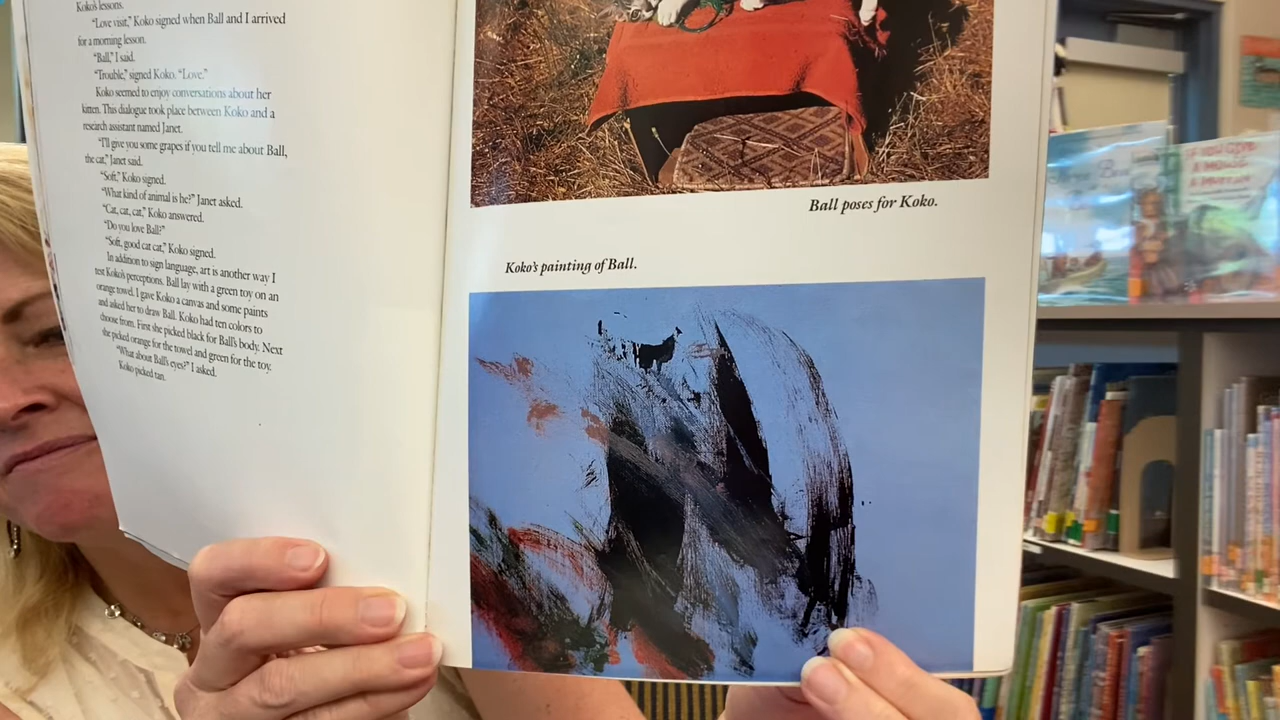 Koko's lessons.
"Love visit," Koko signed when Ball and I arrived
for a morning lesson.
"Ball," I said.
"Trouble," signed Koko. "Love."
Koko seemed to enjoy conversations about her
kitten. This dialogue took place between Koko and a
research assistant named Janet.
"I'll give you some grapes if you tell me about Ball,
the cat," Janet said.
"Soft," Koko signed.
"What kind of animal is he?" Janet asked.
"Cat, cat, cat," Koko answered.
"Do you love Ball?"
"Soft, good cat cat," Koko signed.
In addition to sign language, art is another way I
test Koko's perceptions. Ball lay with a green toy on an
orange towel. I gave Koko a canvas and some paints
and asked her to draw Ball. Koko had ten colors to
choose from. First she picked black for Ball's body. Next
she picked orange for the towel and green for the toy.
"What about Ball's eyes?" I asked.
Koko picked tan.
Ball poses for Koko.
Koko's painting of Ball.
IF YOU GIVE
A MOUSE
A MUFFIN